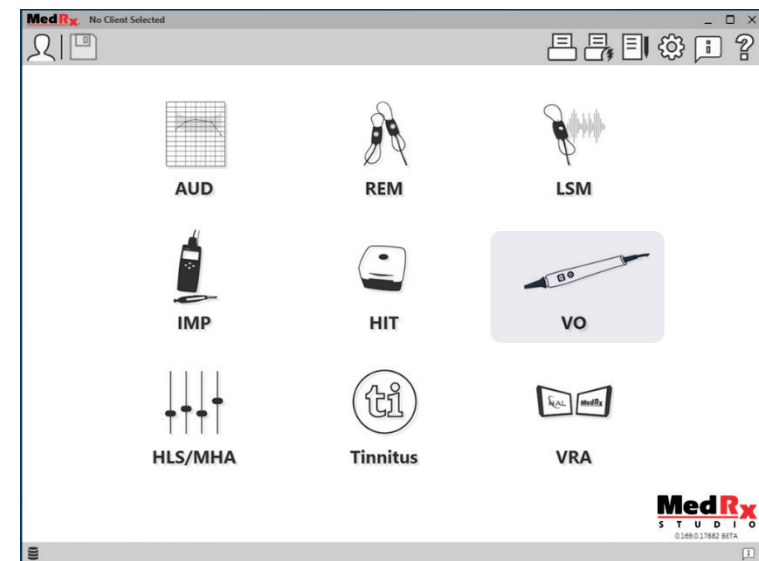 MedRx No Client Selected
AUD REM LSM
IMP HIT VO
ti
NAL MedRx
HLS/MHA Tinnitus VRA
MedRx
STUDIO
0.169.0.17882 BETA